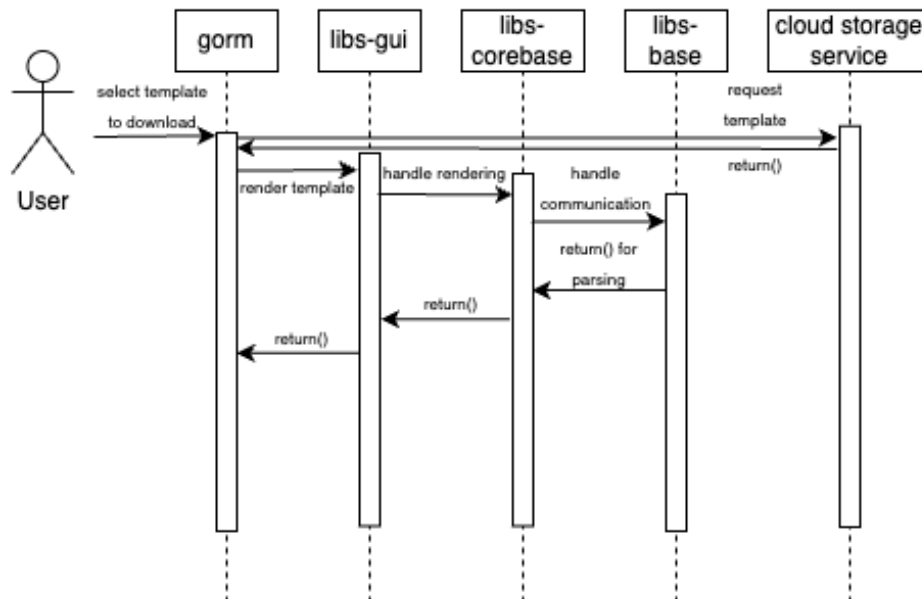 gorm
libs-gui
libs-
corebase
libs-
base
cloud storage
service
select template
to download
User
request
template
return()
render template
handle rendering
handle
communication
return() for
parsing
return()
return()